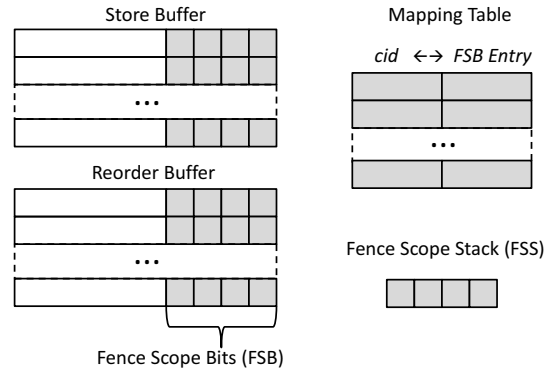 Store Buffer
...
Reorder Buffer
...
Fence Scope Bits (FSB)
Mapping Table
cid ←→ FSB Entry
...
Fence Scope Stack (FSS)